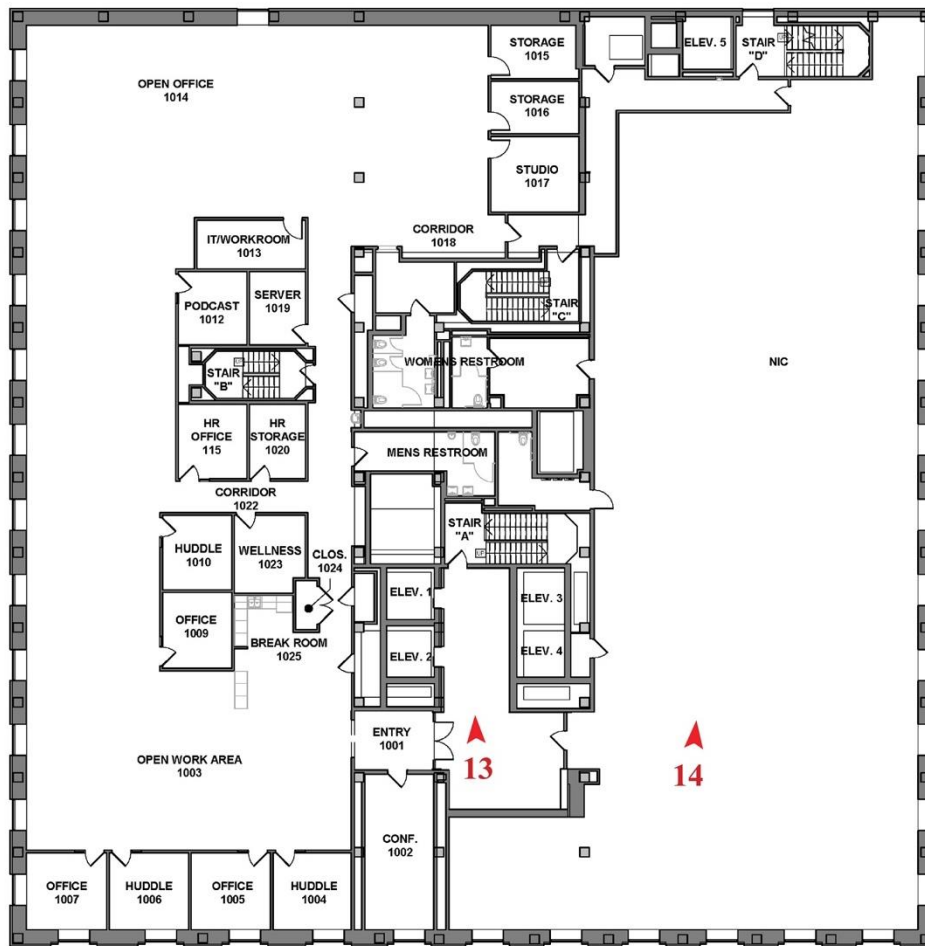 STORAGE
1015
ELEV. 5
STAIR
"D"
OPEN OFFICE
1014
STORAGE
1016
STUDIO
1017
CORRIDOR
1018
IT/WORKROOM
1013
PODCAST
1012
SERVER
1019
STAIR
"C"
STAIR
"B"
WOMENS RESTROOM
NIC
HR
OFFICE
115
HR
STORAGE
1020
MENS RESTROOM
CORRIDOR
1022
STAIR
"A"
HUDDLE
1010
WELLNESS
1023
CLOS.
1024
ELEV. 1
ELEV. 3
OFFICE
1009
BREAK ROOM
1025
ELEV. 2
ELEV. 4
ENTRY
1001
13
14
OPEN WORK AREA
1003
CONF.
1002
OFFICE
1007
HUDDLE
1006
OFFICE
1005
HUDDLE
1004